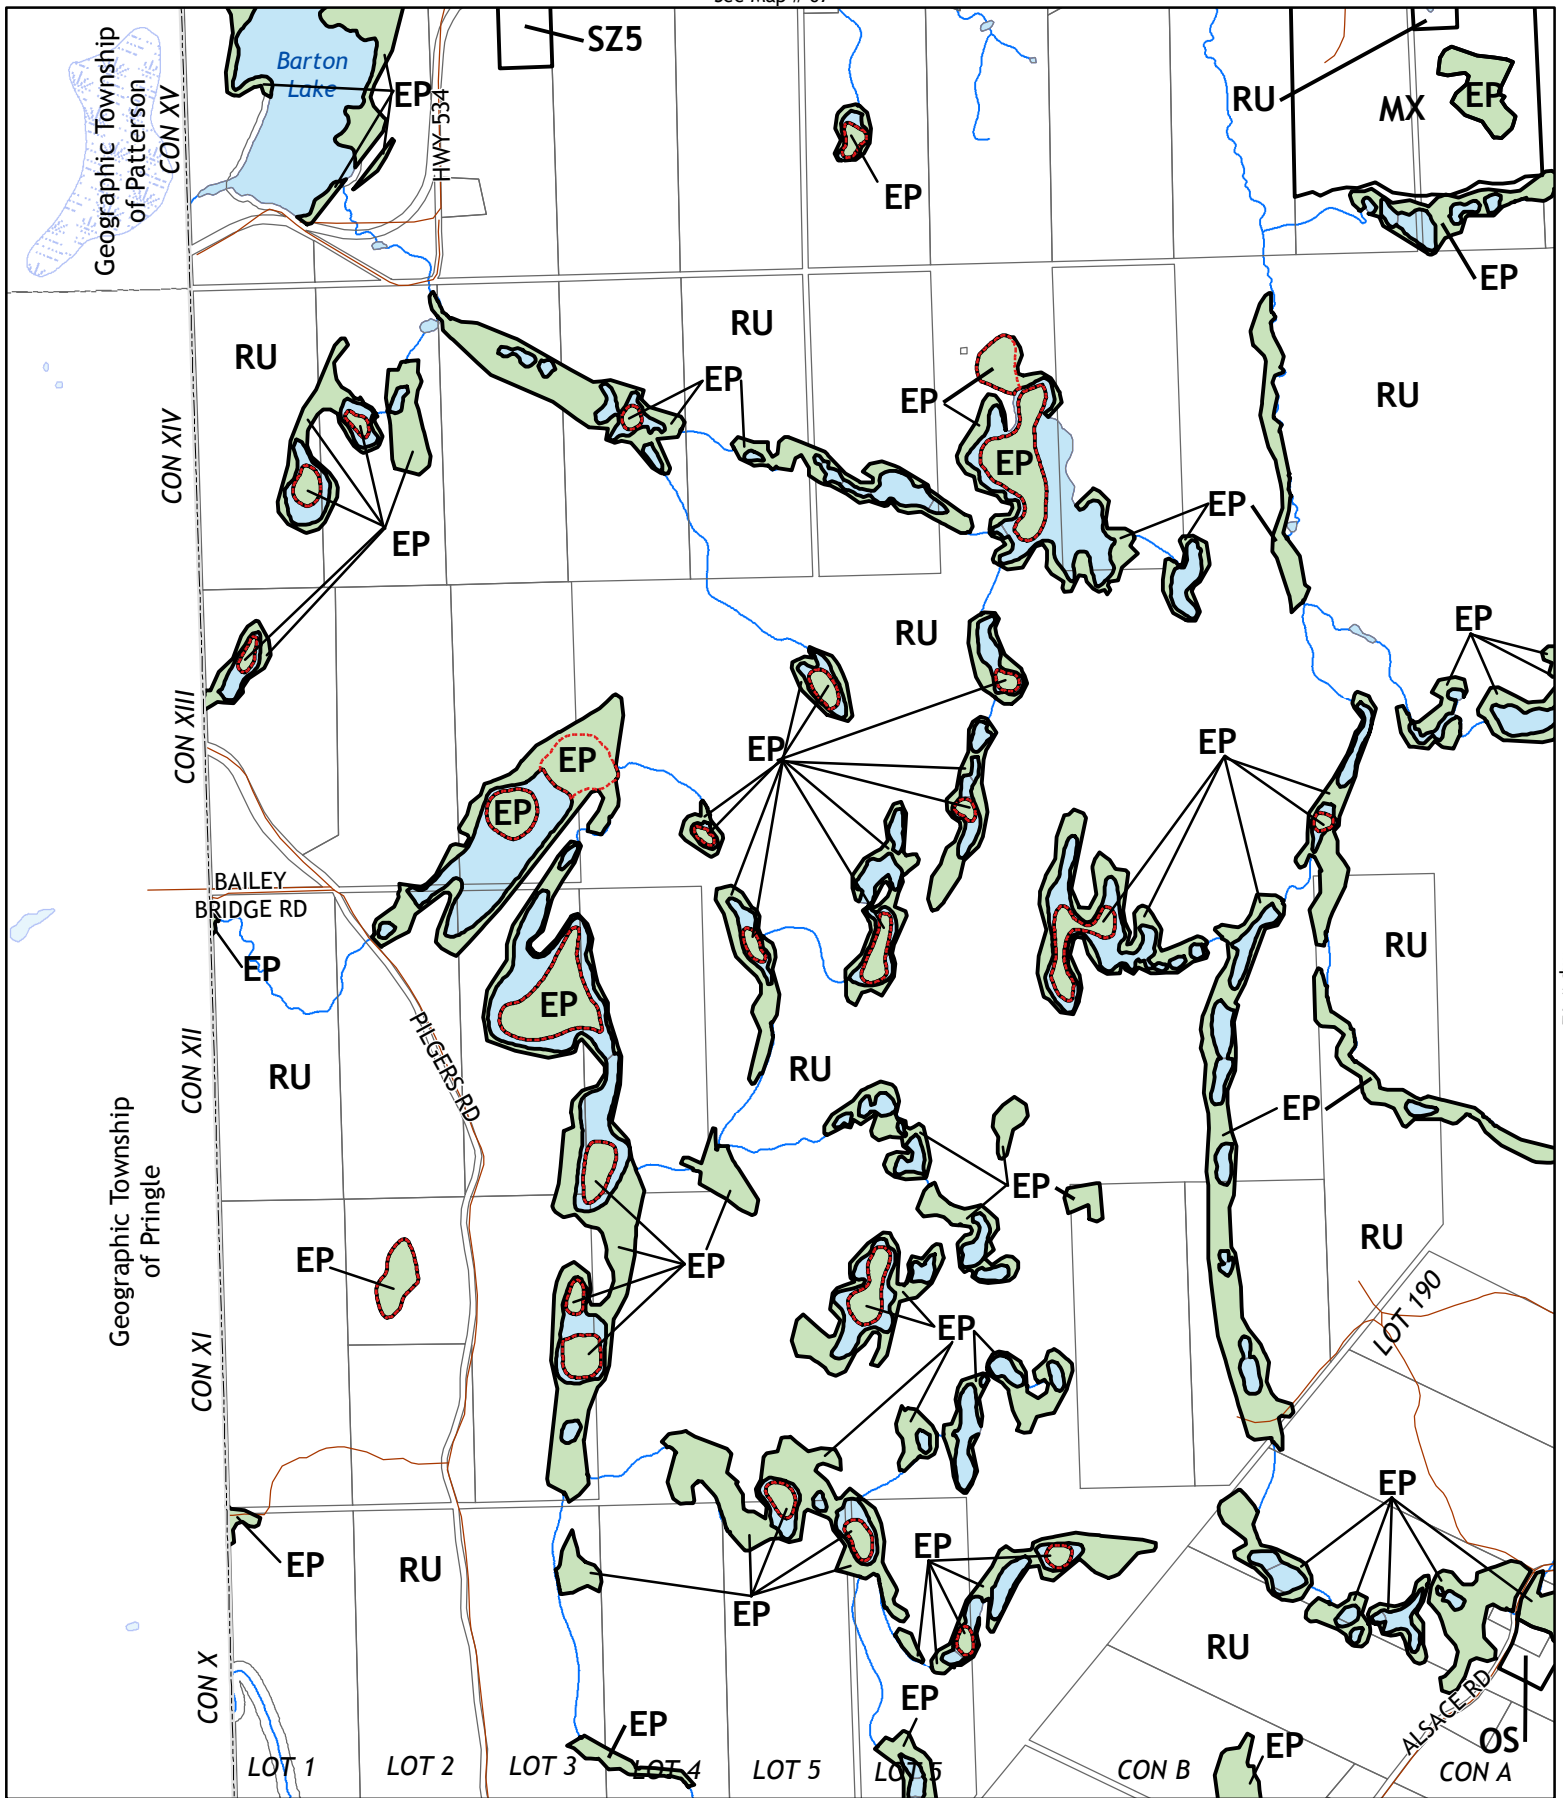 See Map # 67
SZ5
Barton
Lake
EP
HWY 534
CON XV
Geographic Township
of Patterson
RU
MX
EP
EP
EP
RU
RU
EP
EP
RU
CON XIV
EP
EP
EP
RU
EP
CON XIII
EP
EP
EP
EP
BAILEY
BRIDGE RD
EP
EP
RU
CON XII
RU
PILGERS RD
RU
EP
Geographic Township
of Pringle
EP
EP
EP
RU
LOT 190
EP
CON XI
EP
EP
RU
EP
EP
RU
CON X
EP
EP
ALSACE RD
OS
EP
LOT 1
LOT 2
LOT 3
LOT 4
LOT 5
LOT 5
CON B
CON A